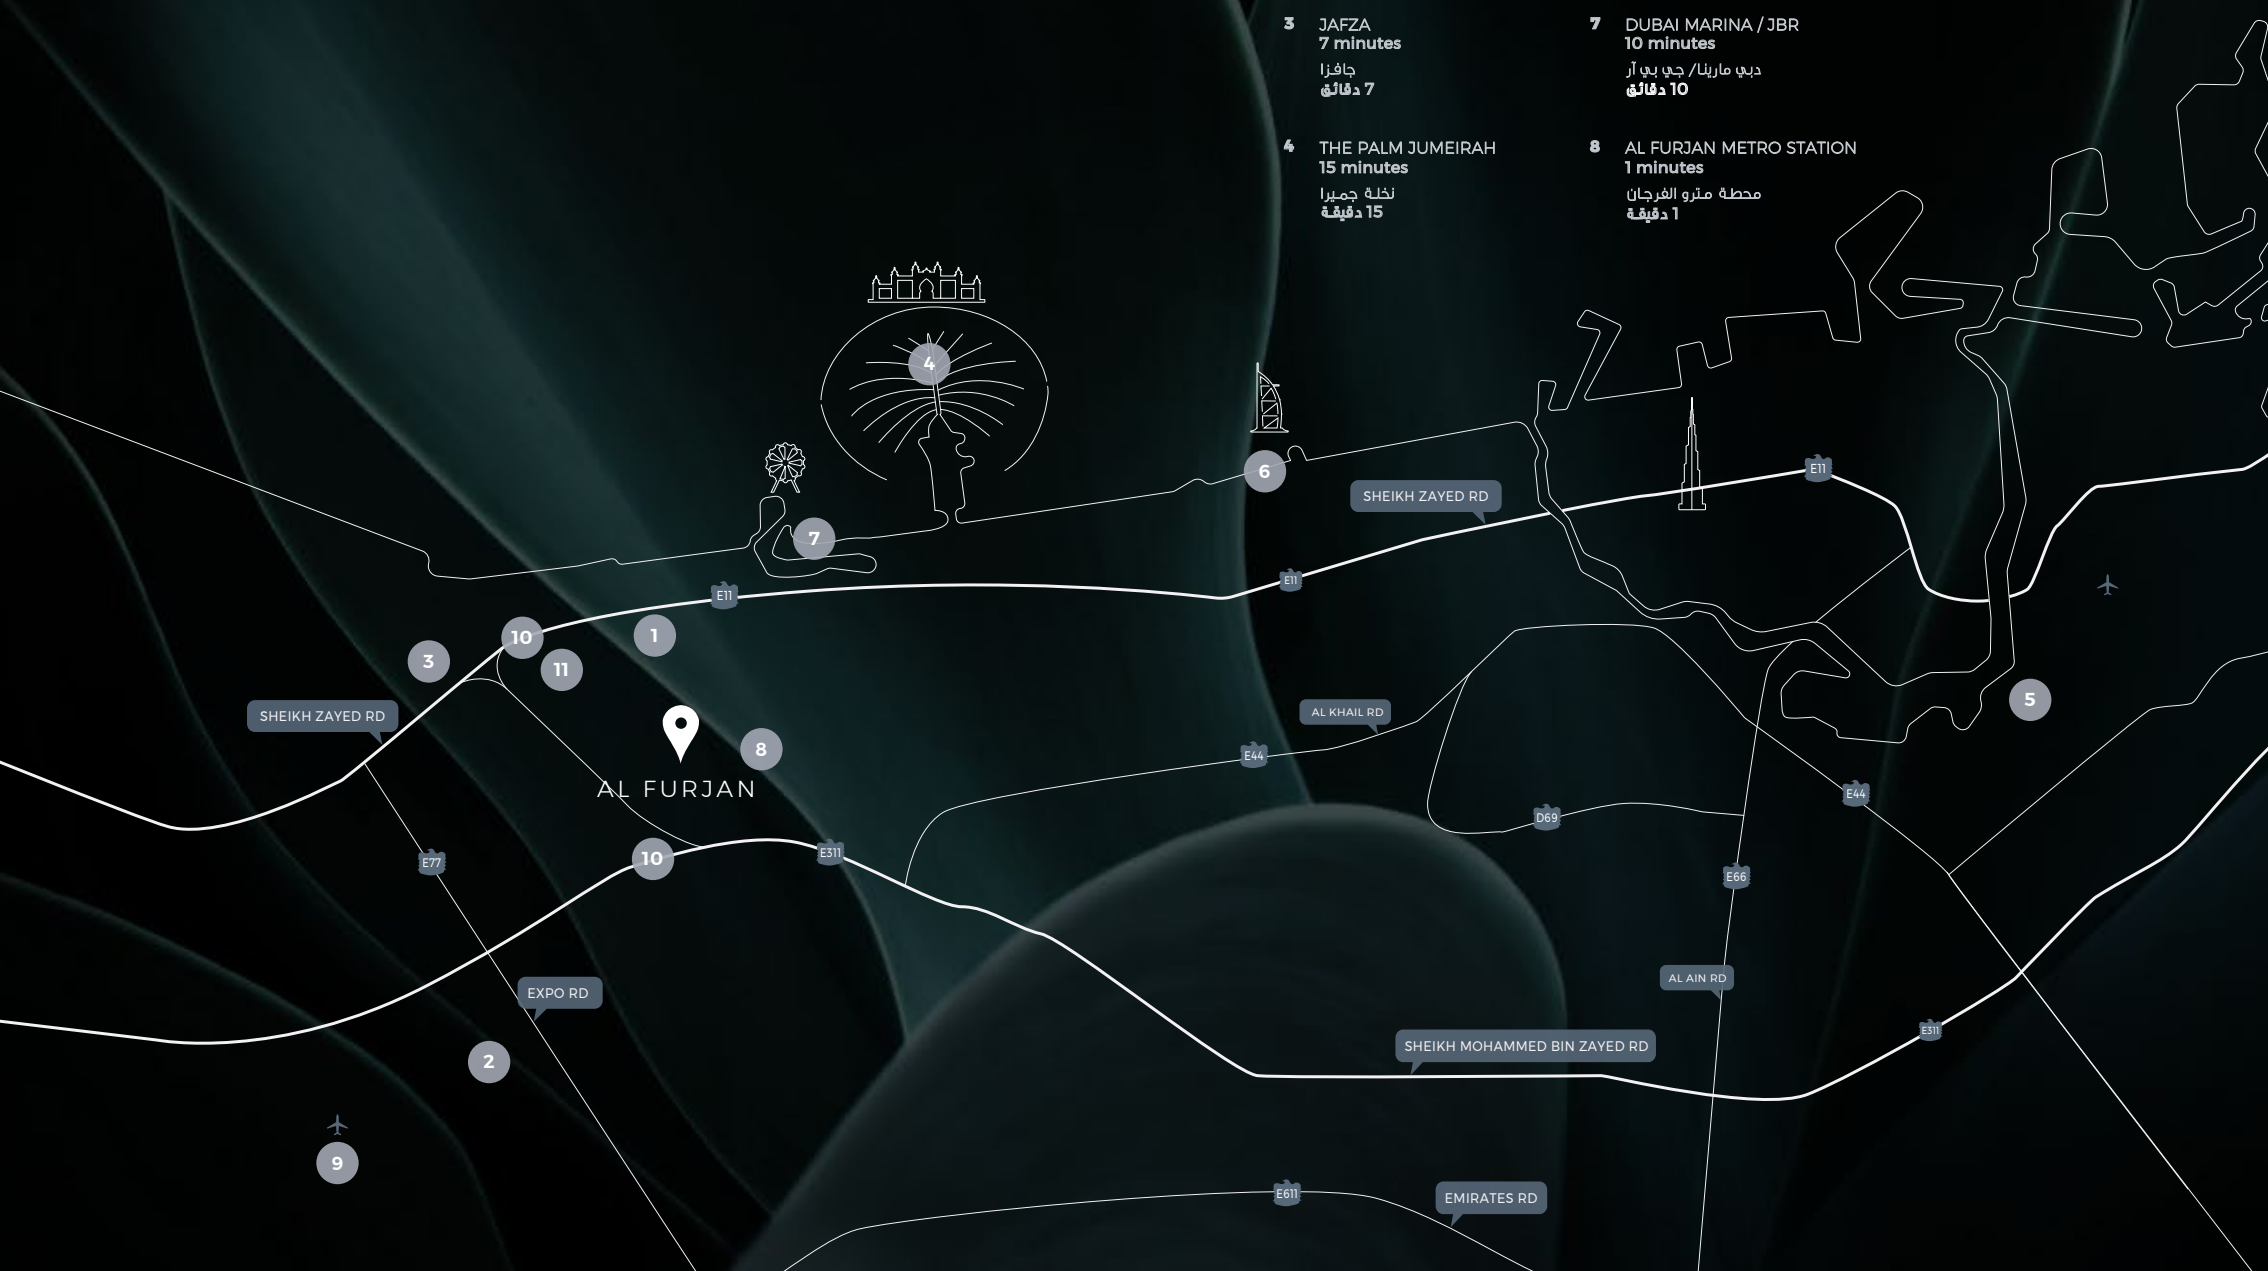 3 JAFZA
7 minutes
جافزا
7 دقائق
7 DUBAI MARINA / JBR
10 minutes
دبي مارينا/ جي بي آر
10 دقائق
4 THE PALM JUMEIRAH
15 minutes
نخلة جميرا
15 دقيقة
8 AL FURJAN METRO STATION
1 minutes
محطة مترو الفرجان
1 دقيقة
4
6
E11
SHEIKH ZAYED RD
7
E11
E11
10
1
3
11
5
SHEIKH ZAYED RD
AL KHAIL RD
8
E44
AL FURJAN
E44
D69
10
E311
E77
E66
AL AIN RD
EXPO RD
E311
SHEIKH MOHAMMED BIN ZAYED RD
2
9
E611
EMIRATES RD